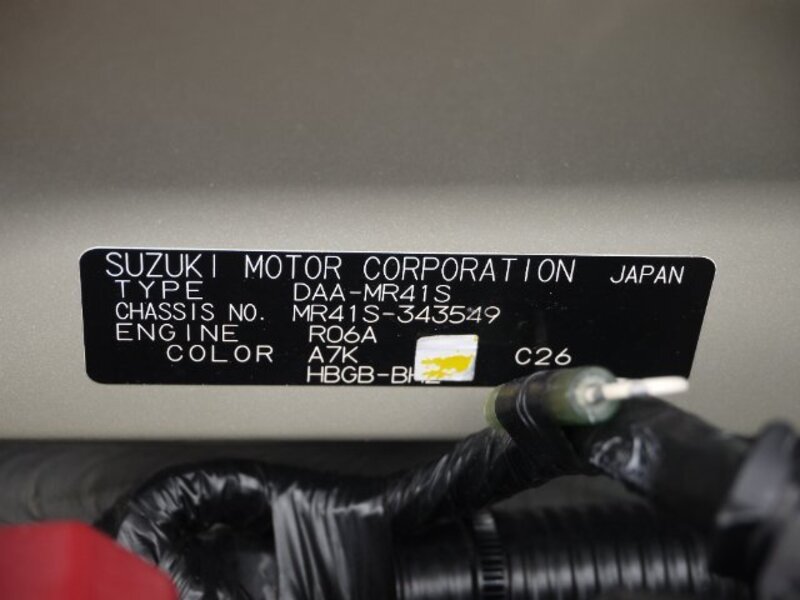 SUZUKI MOTOR CORPORATION JAPAN
TYPE DAA-MR41S
CHASSIS NO. MR41S-343549
ENGINE R06A
COLOR A7K C26